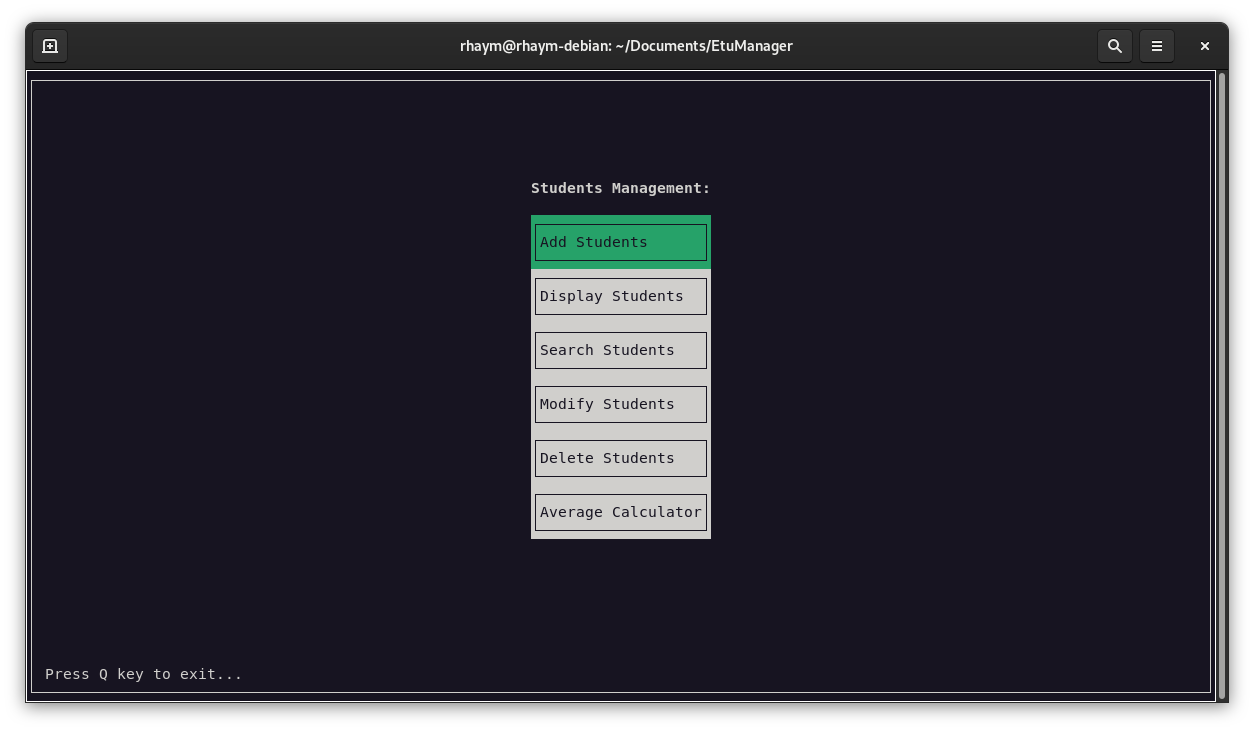 rhaym@rhaym-debian: ~/Documents/EtuManager
Students Management:
Add Students
Display Students
Search Students
Modify Students
Delete Students
Average Calculator
Press Q key to exit...